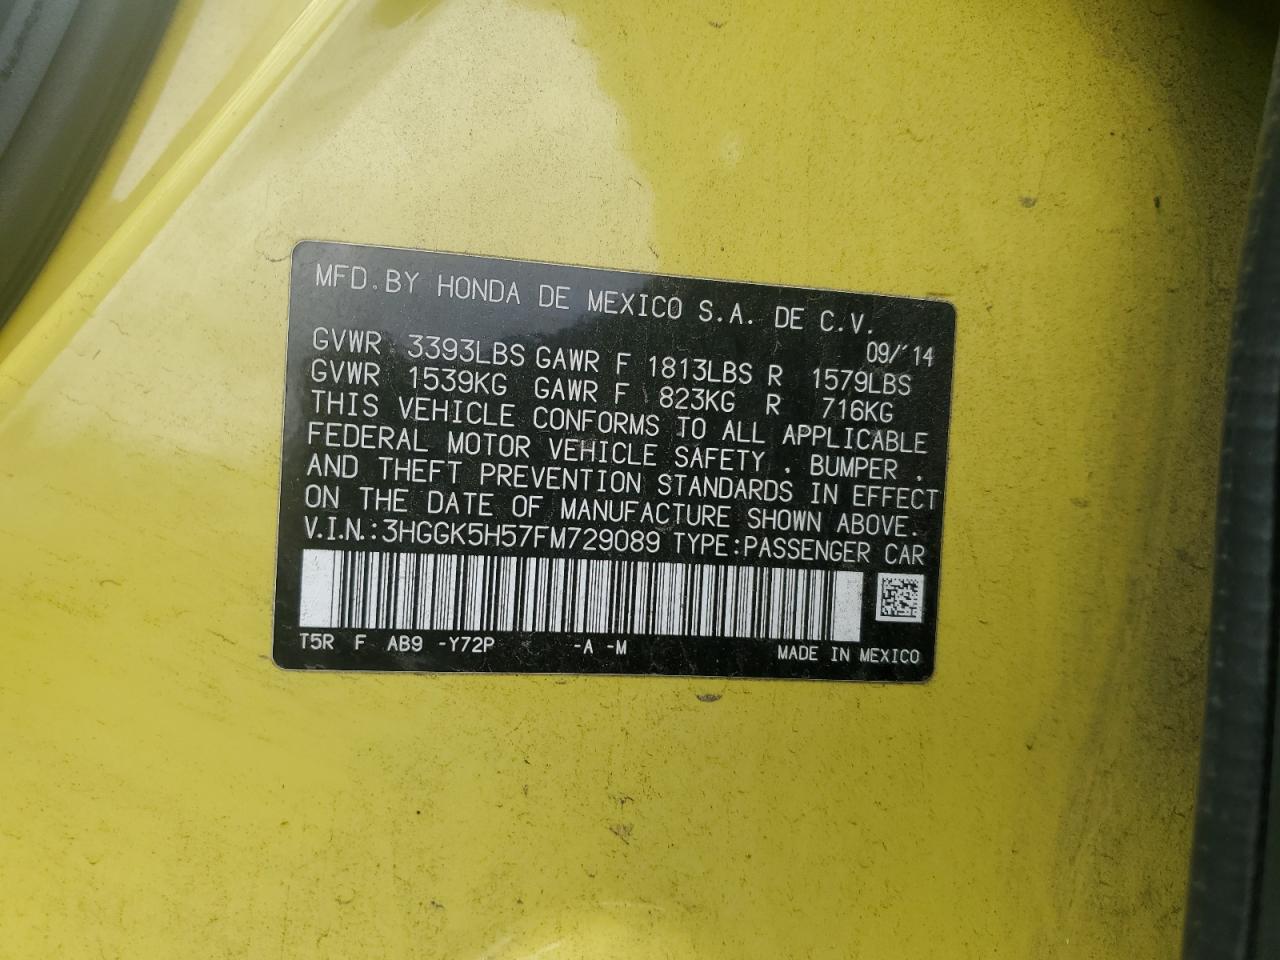 MFD.BY HONDA DE MEXICO S.A. DE C.V.
09/'14
GVWR 3393LBS GAWR F 1813LBS R 1579LBS
GVWR 1539KG GAWR F 823KG R 716KG
THIS VEHICLE CONFORMS TO ALL APPLICABLE
FEDERAL MOTOR VEHICLE SAFETY , BUMPER ,
AND THEFT PREVENTION STANDARDS IN EFFECT
ON THE DATE OF MANUFACTURE SHOWN ABOVE.
V.I.N.:3HGGK5H57FM729089 TYPE:PASSENGER CAR
T5R F AB9 -Y72P -A -M MADE IN MEXICO